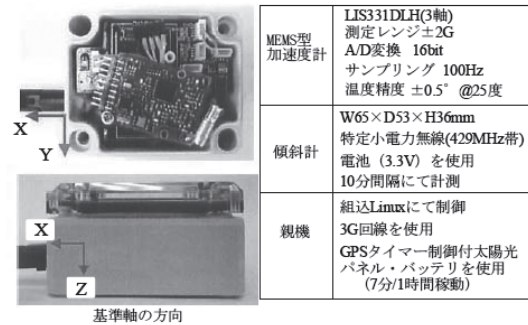 X
Y
X
Z
基準軸の方向
MEMS型
加速度計
LIS331DLH(3軸)
測定レンジ±2G
A/D変換 16bit
サンプリング 100Hz
温度精度 ±0.5°@25度
傾斜計
W65×D53×H36mm
特定小電力無線(429MHz帯)
電池（3.3V）を使用
10分間隔にて計測
親機
組込Linuxにて制御
3G回線を使用
GPSタイマー制御付太陽光
パネル・バッテリを使用
（7分/1時間稼動）